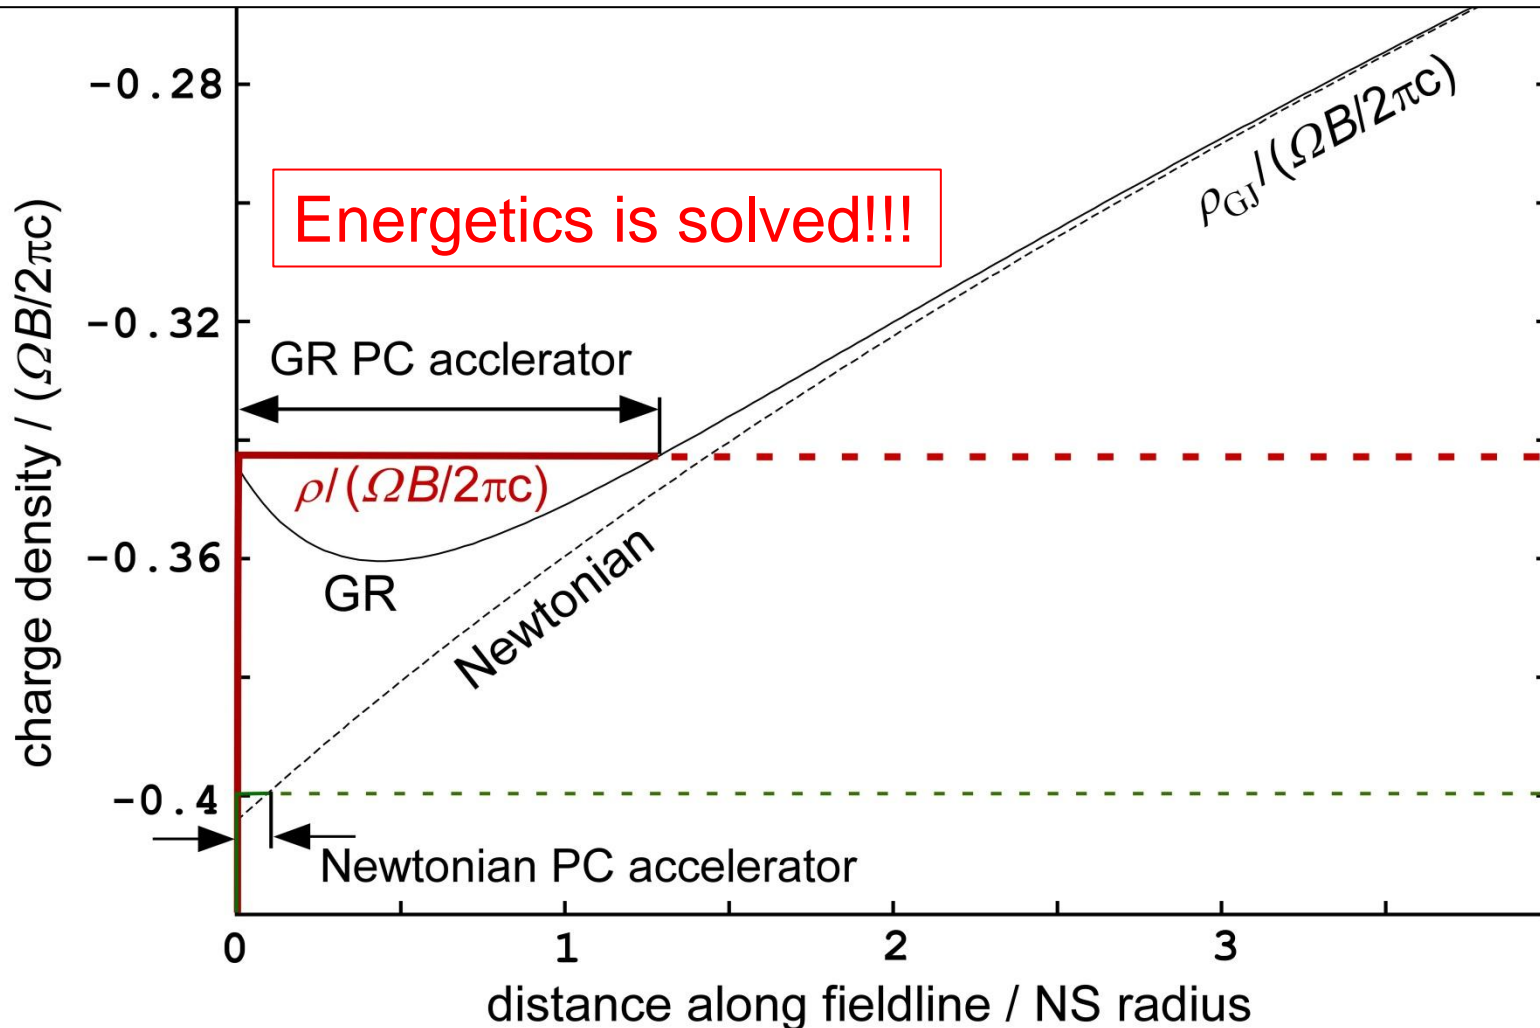 −0.28
−0.32
−0.36
−0.4
charge density / (ΩB/2πc)
Energetics is solved!!!
ρGJ/(ΩB/2πc)
GR PC acclerator
ρ/(ΩB/2πc)
GR
Newtonian
Newtonian PC accelerator
0 1 2 3
distance along fieldline / NS radius